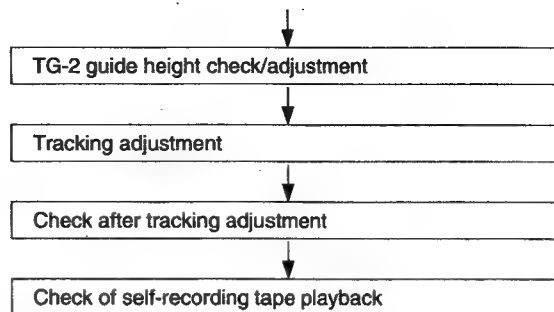 TG-2 guide height check/adjustment
Tracking adjustment
Check after tracking adjustment
Check of self-recording tape playback